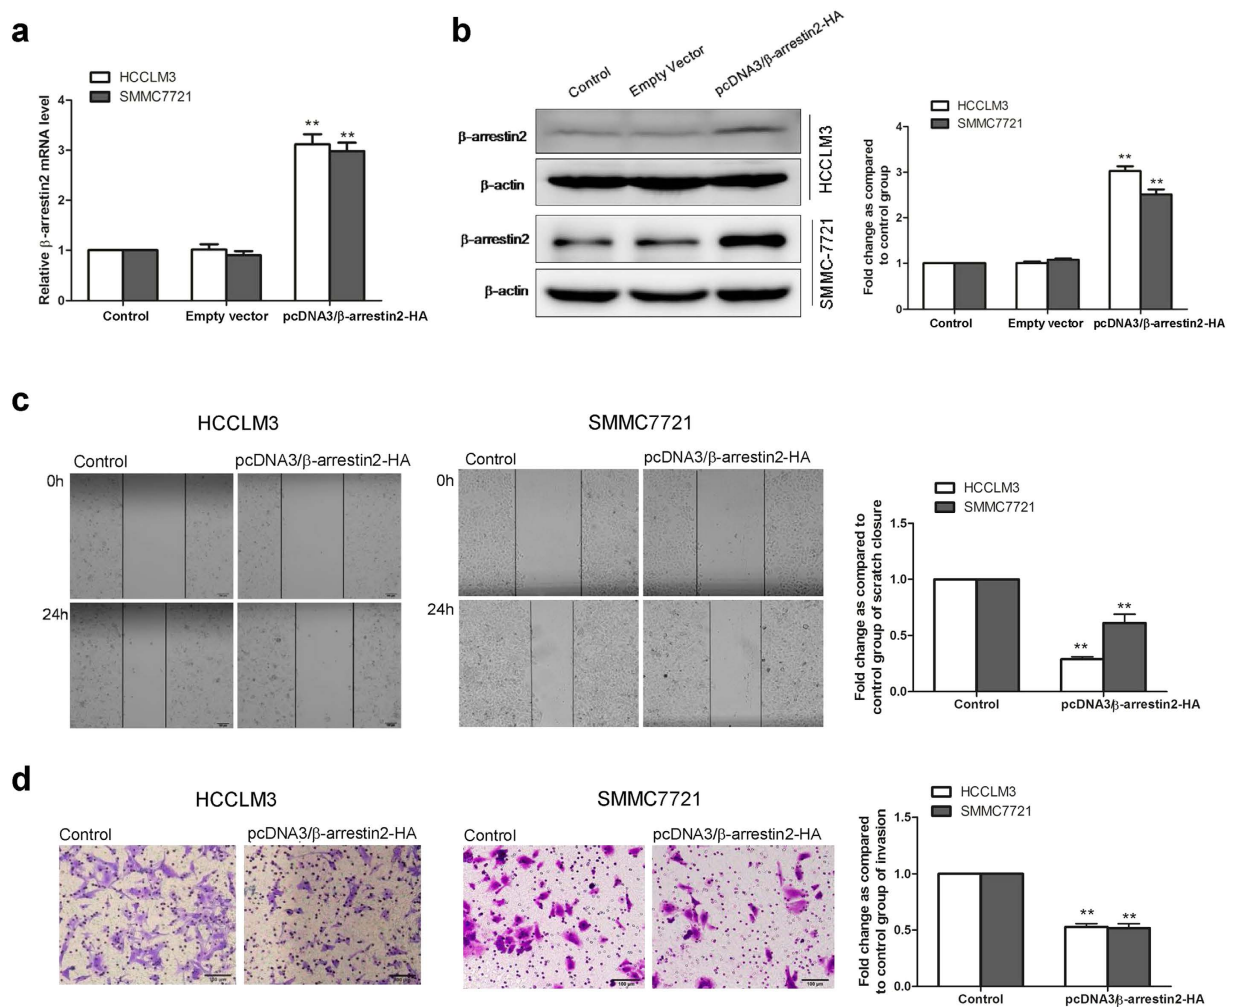 a
HCCLM3
SMMC7721
Relative β-arrestin2 mRNA level
4
3
2
1
0
**
**
Control
Empty vector
pcDNA3/β-arrestin2-HA
b
Control
Empty Vector
pcDNA3/β-arrestin2-HA
β-arrestin2
β-actin
HCCLM3
β-arrestin2
β-actin
SMMC-7721
HCCLM3
SMMC7721
Fold change as compared
to control group
4
3
2
1
0
**
**
Control
Empty vector
pcDNA3/β-arrestin2-HA
c
HCCLM3
Control
pcDNA3/β-arrestin2-HA
0h
24h
SMMC7721
Control
pcDNA3/β-arrestin2-HA
0h
24h
HCCLM3
SMMC7721
Fold change as compared to
control group of scratch closure
1.5
1.0
0.5
0.0
**
**
Control
pcDNA3/β-arrestin2-HA
d
HCCLM3
Control
pcDNA3/β-arrestin2-HA
SMMC7721
Control
pcDNA3/β-arrestin2-HA
100 μm
100 μm
HCCLM3
SMMC7721
Fold change as compared
to control group of invasion
1.5
1.0
0.5
0.0
**
**
Control
pcDNA3/β-arrestin2-HA